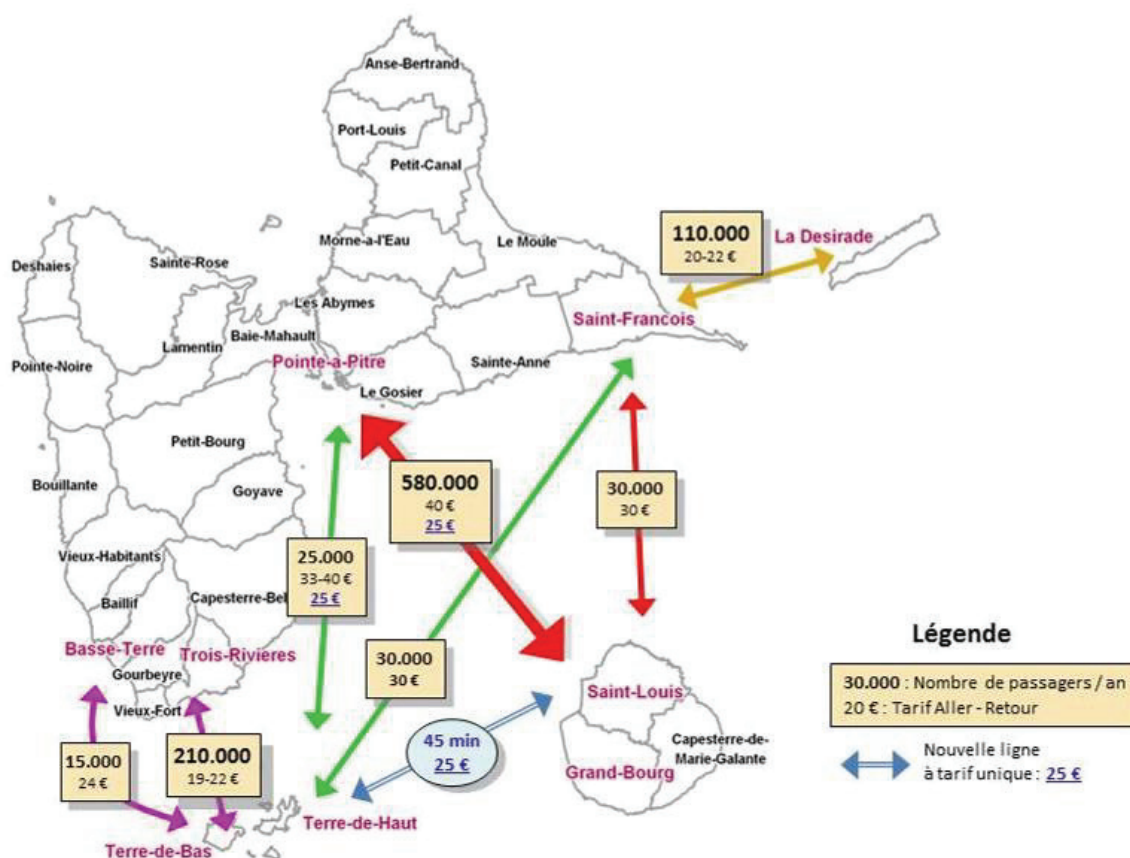 Anse-Bertrand
Port-Louis
Petit-Canal
Morne-a-l'Eau
Le Moule
110.000
20-22 €
La Desirade
Deshaies
Sainte-Rose
Les Abymes
Saint-Francois
Baie-Mahault
Lamentin
Pointe-Noire
Pointe-a-Pitre
Sainte-Anne
Le Gosier
Petit-Bourg
Bouillante
Goyave
580.000
40 €
25 €
30.000
30 €
Vieux-Habitants
25.000
33-40 €
25 €
Baillif
Capesterre-Bel
Basse-Terre
Trois-Rivières
Gourbeyre
Vieux-Fort
30.000
30 €
Saint-Louis
Capesterre-de-
Marie-Galante
Grand-Bourg
45 min
25 €
15.000
24 €
210.000
19-22 €
Terre-de-Haut
Terre-de-Bas
Légende
30.000 : Nombre de passagers / an
20 € : Tarif Aller - Retour
Nouvelle ligne
à tarif unique : 25 €